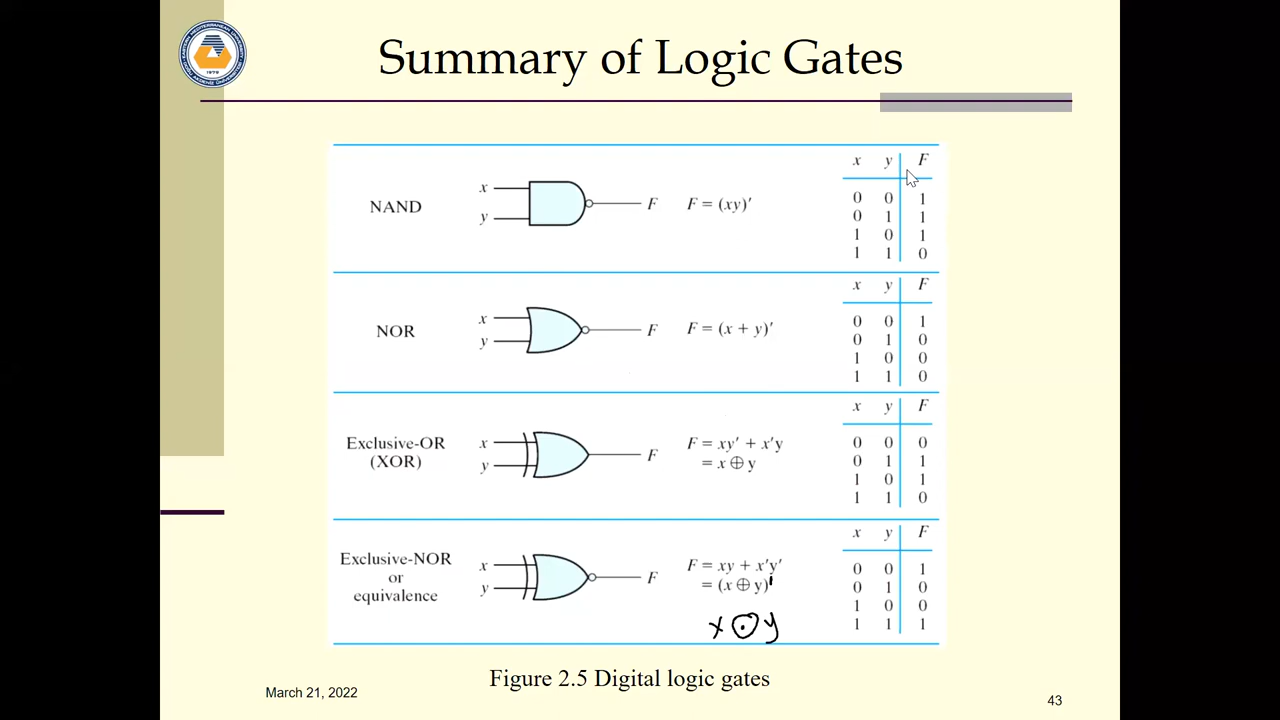 Summary of Logic Gates
NAND
x
y
F
F = (xy)′
x y F
0 0 1
0 1 1
1 0 1
1 1 0
NOR
x
y
F
F = (x + y)′
x y F
0 0 1
0 1 0
1 0 0
1 1 0
Exclusive-OR
(XOR)
x
y
F
F = xy′ + x′y
= x ⊕ y
x y F
0 0 0
0 1 1
1 0 1
1 1 0
Exclusive-NOR
or
equivalence
x
y
F
F = xy + x′y′
= (x ⊕ y)′
x ⊙ y
x y F
0 0 1
0 1 0
1 0 0
1 1 1
Figure 2.5 Digital logic gates
March 21, 2022
43